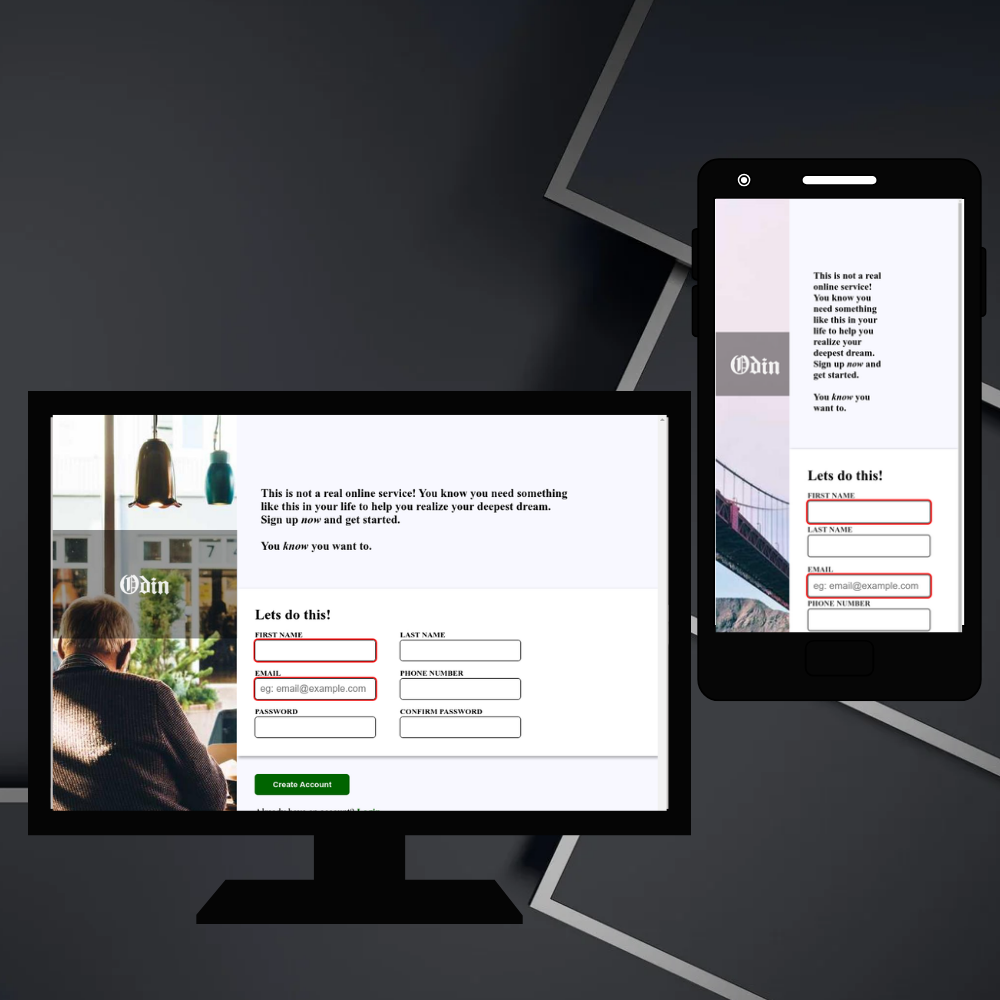 Odin
This is not a real online service! You know you need something
like this in your life to help you realize your deepest dream.
Sign up now and get started.
You know you want to.
Lets do this!
FIRST NAME
LAST NAME
EMAIL
PHONE NUMBER
eg: email@example.com
PASSWORD
CONFIRM PASSWORD
Create Account
7
Odin
This is not a real
online service!
You know you
need something
like this in your
life to help you
realize your
deepest dream.
Sign up now and
get started.
You know you
want to.
Lets do this!
FIRST NAME
LAST NAME
EMAIL
eg: email@example.com
PHONE NUMBER